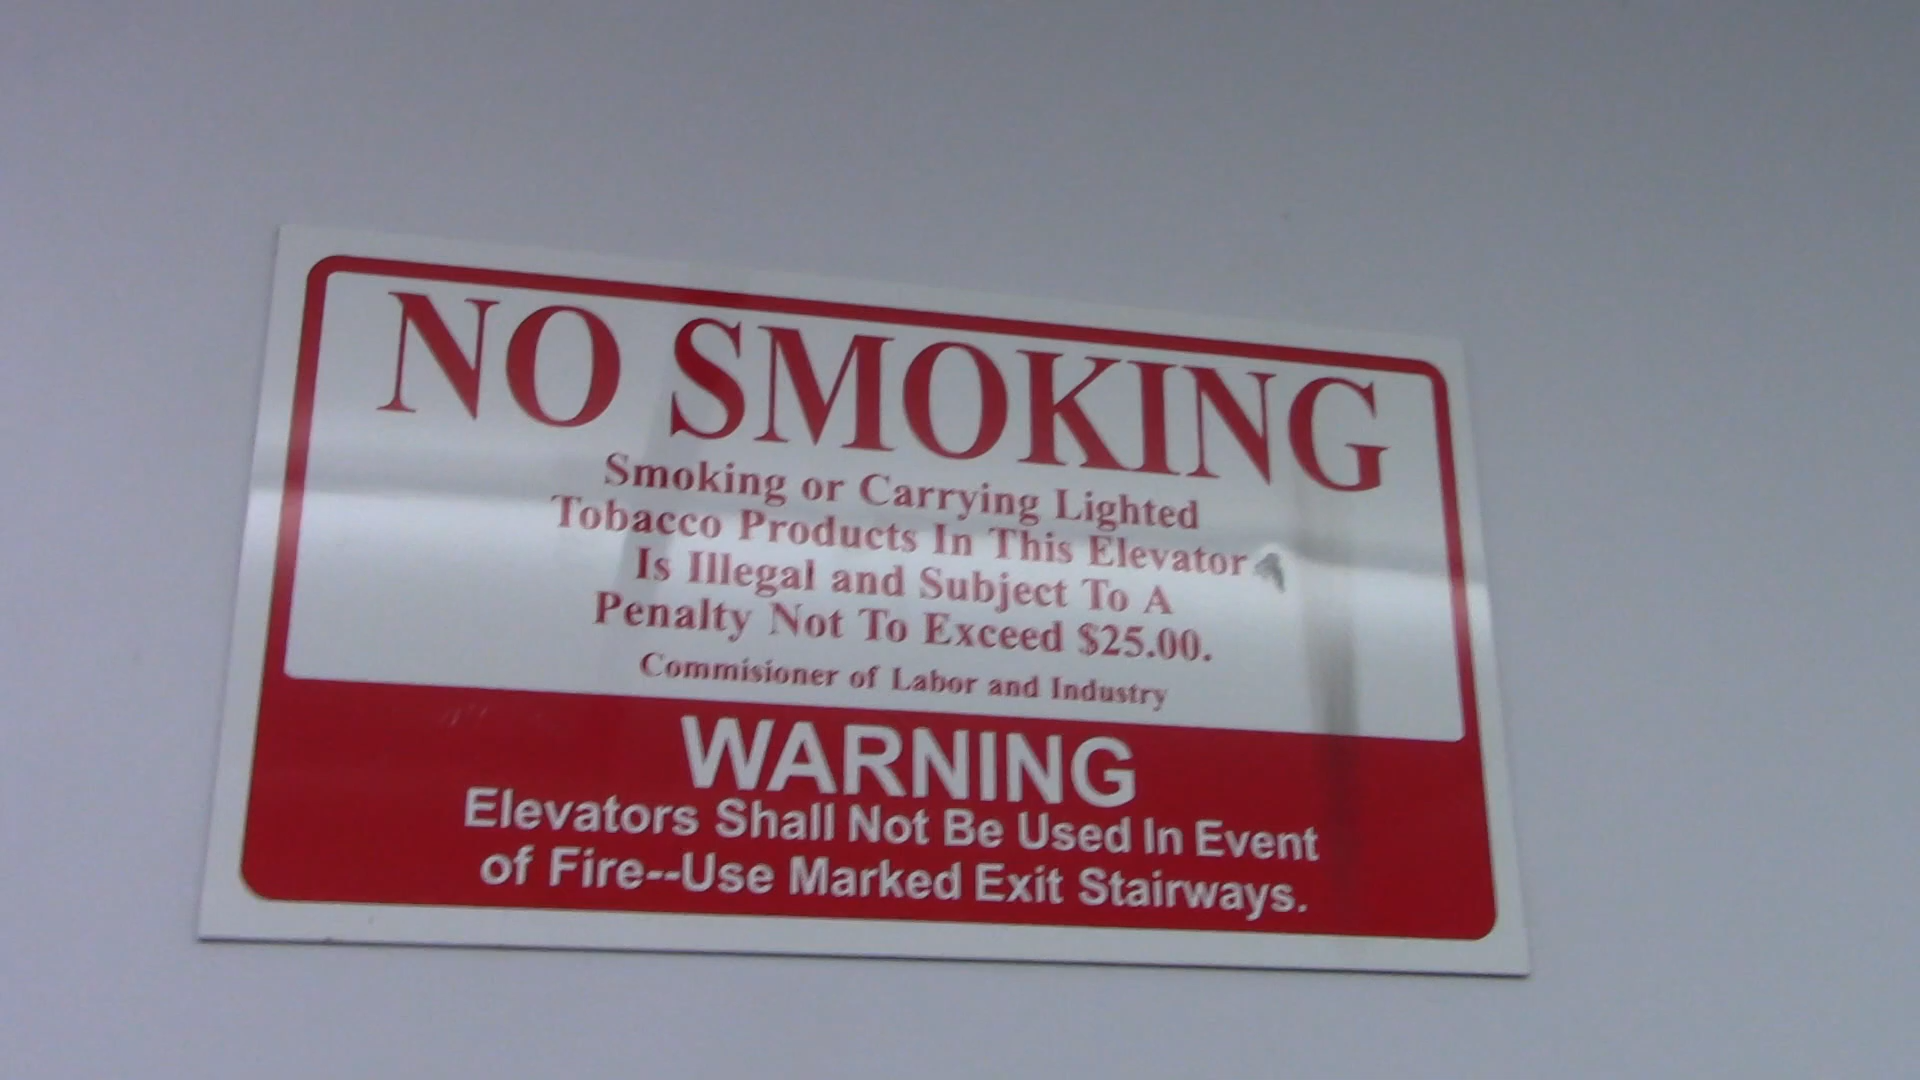 NO SMOKING
Smoking or Carrying Lighted
Tobacco Products In This Elevator
Is Illegal and Subject To A
Penalty Not To Exceed $25.00.
Commisioner of Labor and Industry
WARNING
Elevators Shall Not Be Used In Event
of Fire--Use Marked Exit Stairways.